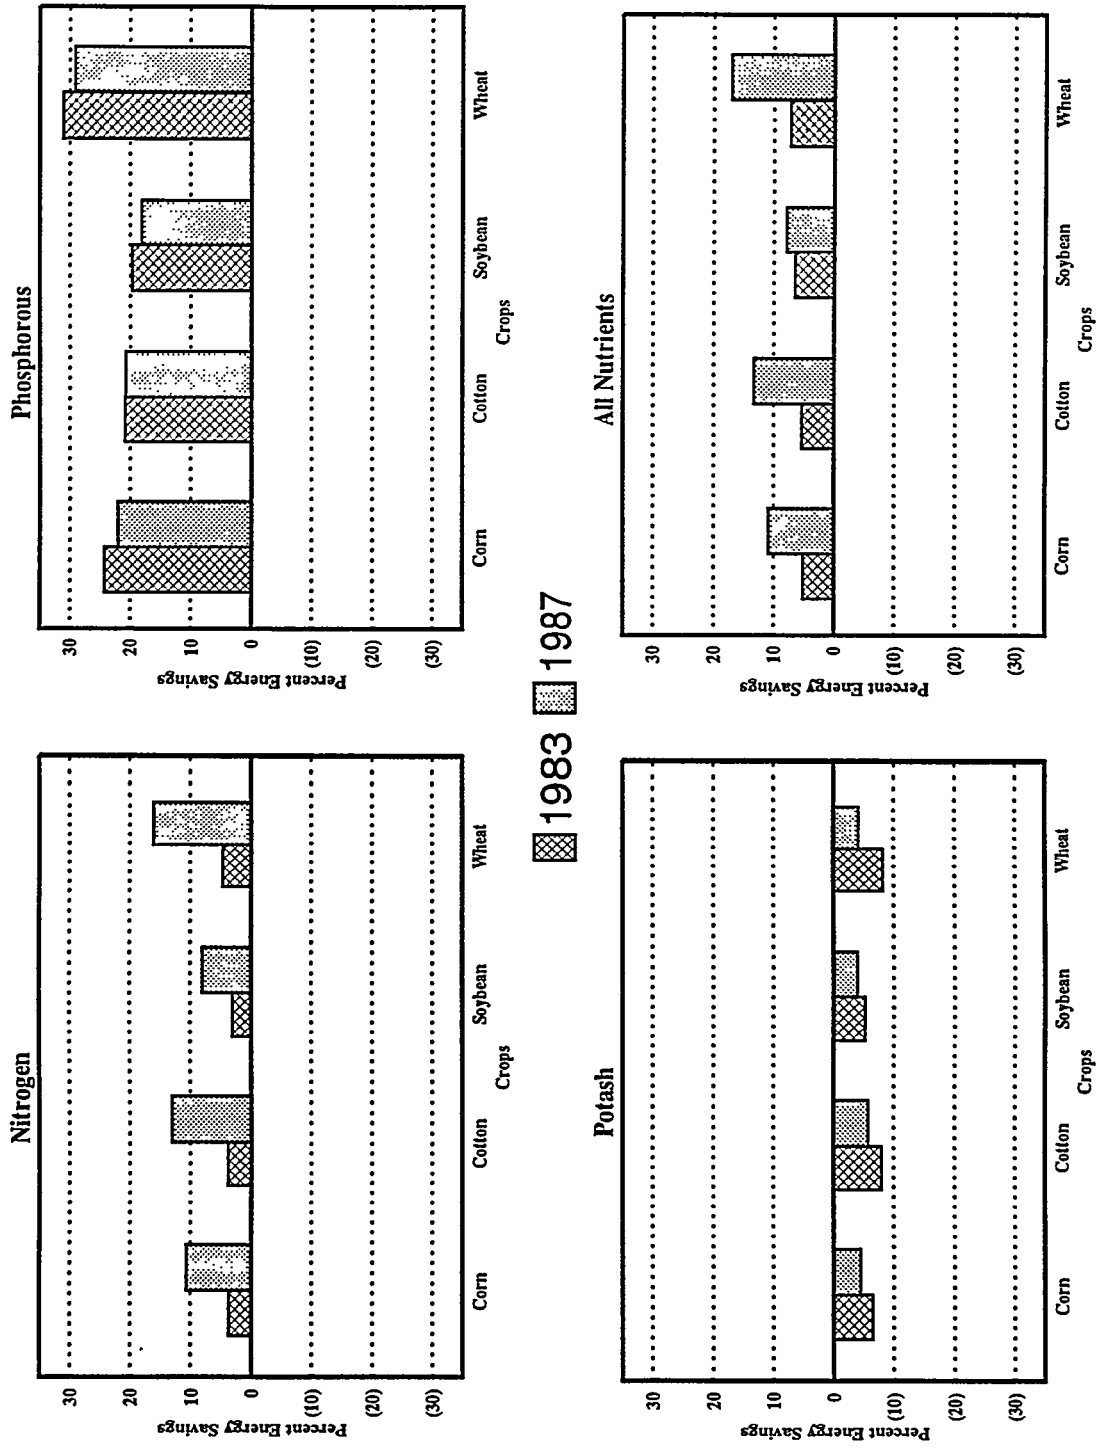 Nitrogen
Percent Energy Savings
30
20
10
0
(10)
(20)
(30)
Corn
Cotton
Soybean
Wheat
Crops
Phosphorous
Percent Energy Savings
30
20
10
0
(10)
(20)
(30)
Corn
Cotton
Soybean
Wheat
Crops
1983 1987
Potash
Percent Energy Savings
30
20
10
0
(10)
(20)
(30)
Corn
Cotton
Soybean
Wheat
Crops
All Nutrients
Percent Energy Savings
30
20
10
0
(10)
(20)
(30)
Corn
Cotton
Soybean
Wheat
Crops